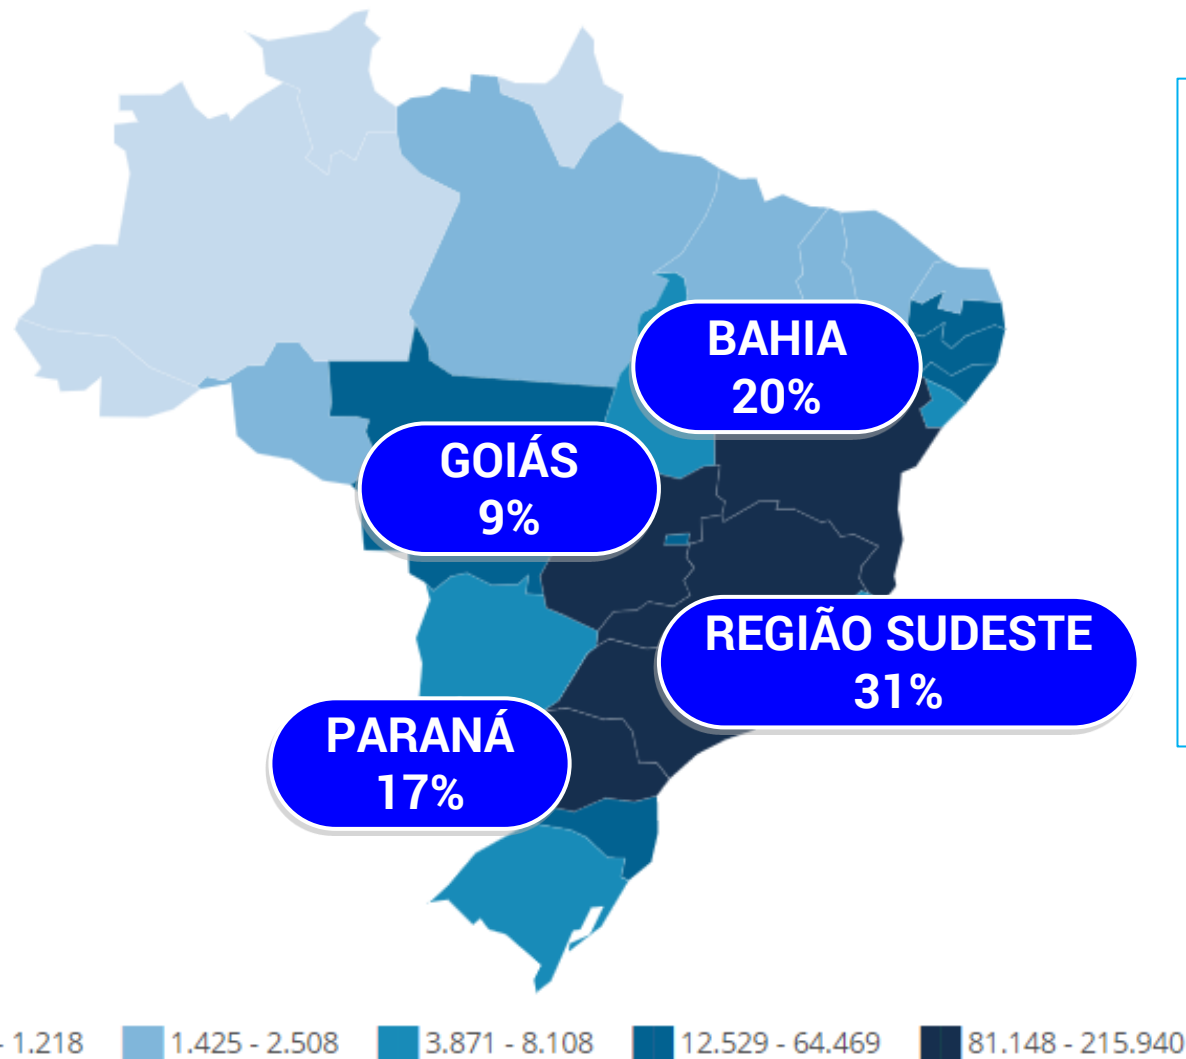 BAHIA
20%
GOIÁS
9%
REGIÃO SUDESTE
31%
PARANÁ
17%
- 1.218 1.425 - 2.508 3.871 - 8.108 12.529 - 64.469 81.148 - 215.940